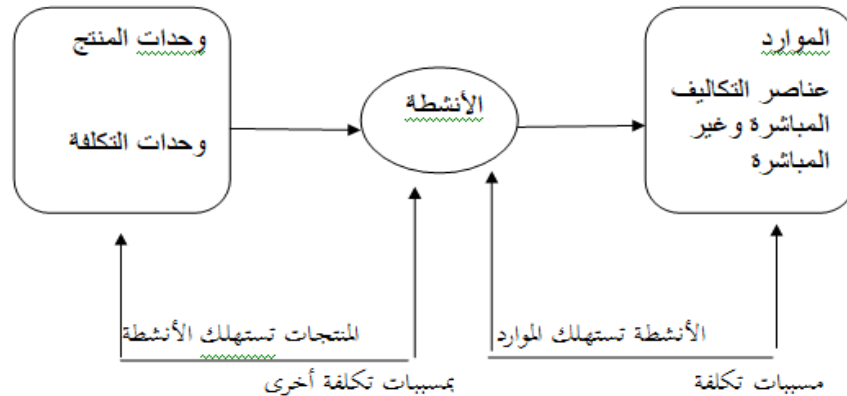 الموارد
عناصر التكاليف
المباشرة وغير
المباشرة
الأنشطة
وحدات المنتج
وحدات التكلفة
الأنشطة تستهلك الموارد
مسببات تكلفة
المنتجات تستهلك الأنشطة
بمسببات تكلفة أخرى